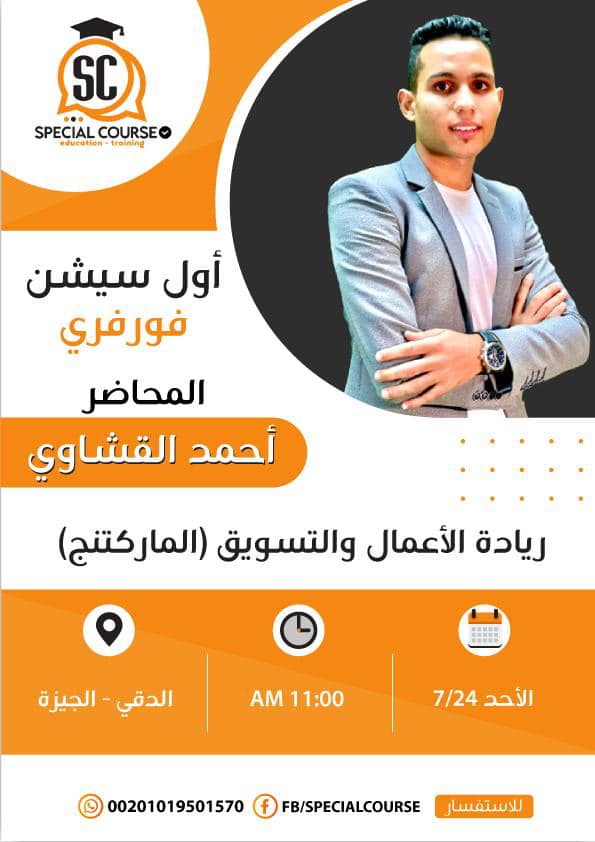 SC
SPECIAL COURSE
education - training
أول سيشن
فورفري
المحاضر
أحمد القشاوي
ريادة الأعمال والتسويق (الماركتنج)
الأحد 7/24
11:00 AM
الدقي - الجيزة
للاستفسار
FB/SPECIALCOURSE
00201019501570